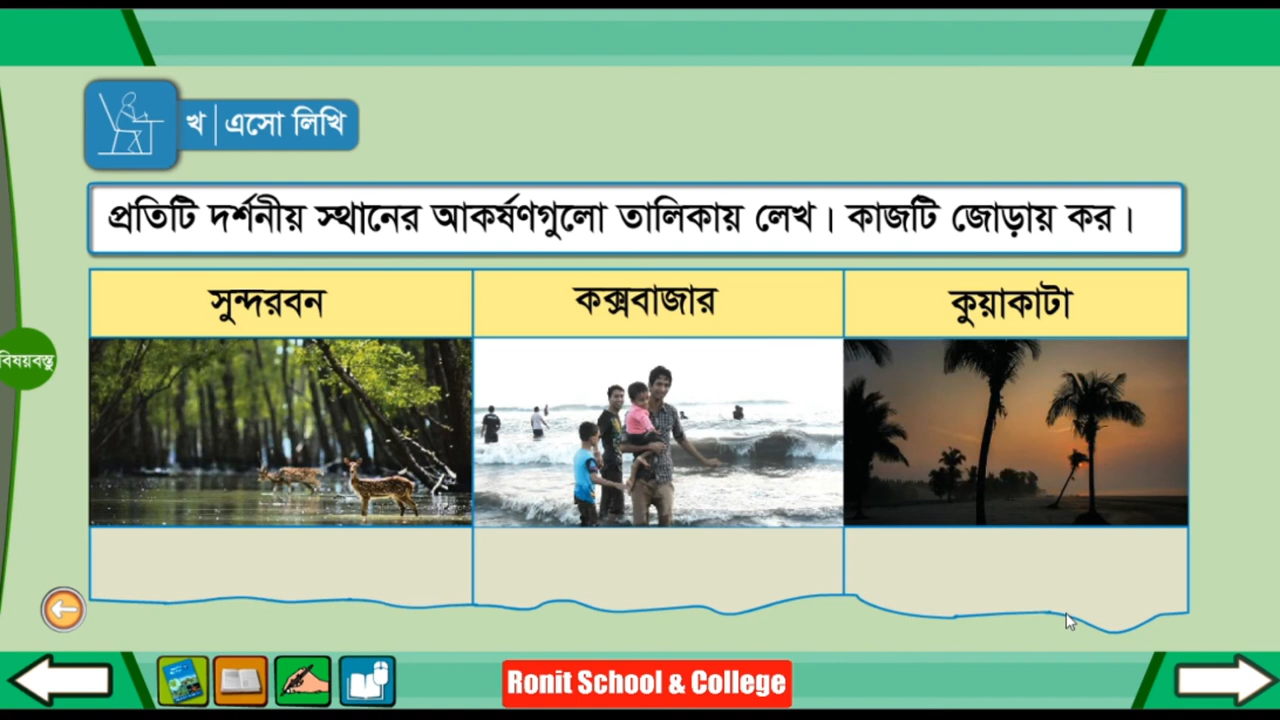 খ | এসো লিখি
প্রতিটি দর্শনীয় স্থানের আকর্ষণগুলো তালিকায় লেখ। কাজটি জোড়ায় কর।
সুন্দরবন
কক্সবাজার
কুয়াকাটা
বিষয়বস্তু
Ronit School & College